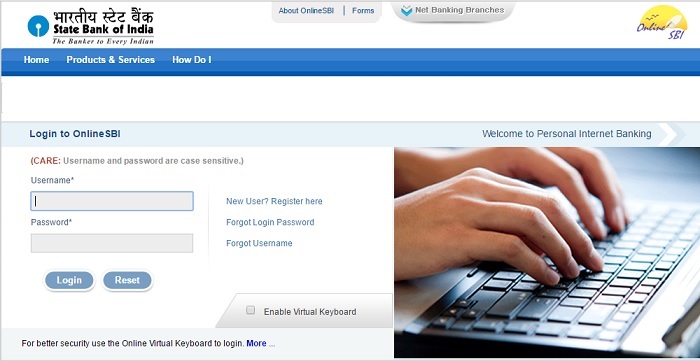 भारतीय स्टेट बैंक
State Bank of India
The Banker to Every Indian
About OnlineSBI | Forms
Net Banking Branches
Online SBI
Home Products & Services How Do I
Login to OnlineSBI
Welcome to Personal Internet Banking
(CARE: Username and password are case sensitive.)
Username*
New User? Register here
Password*
Forgot Login Password
Forgot Username
Login Reset
Enable Virtual Keyboard
For better security use the Online Virtual Keyboard to login. More ...